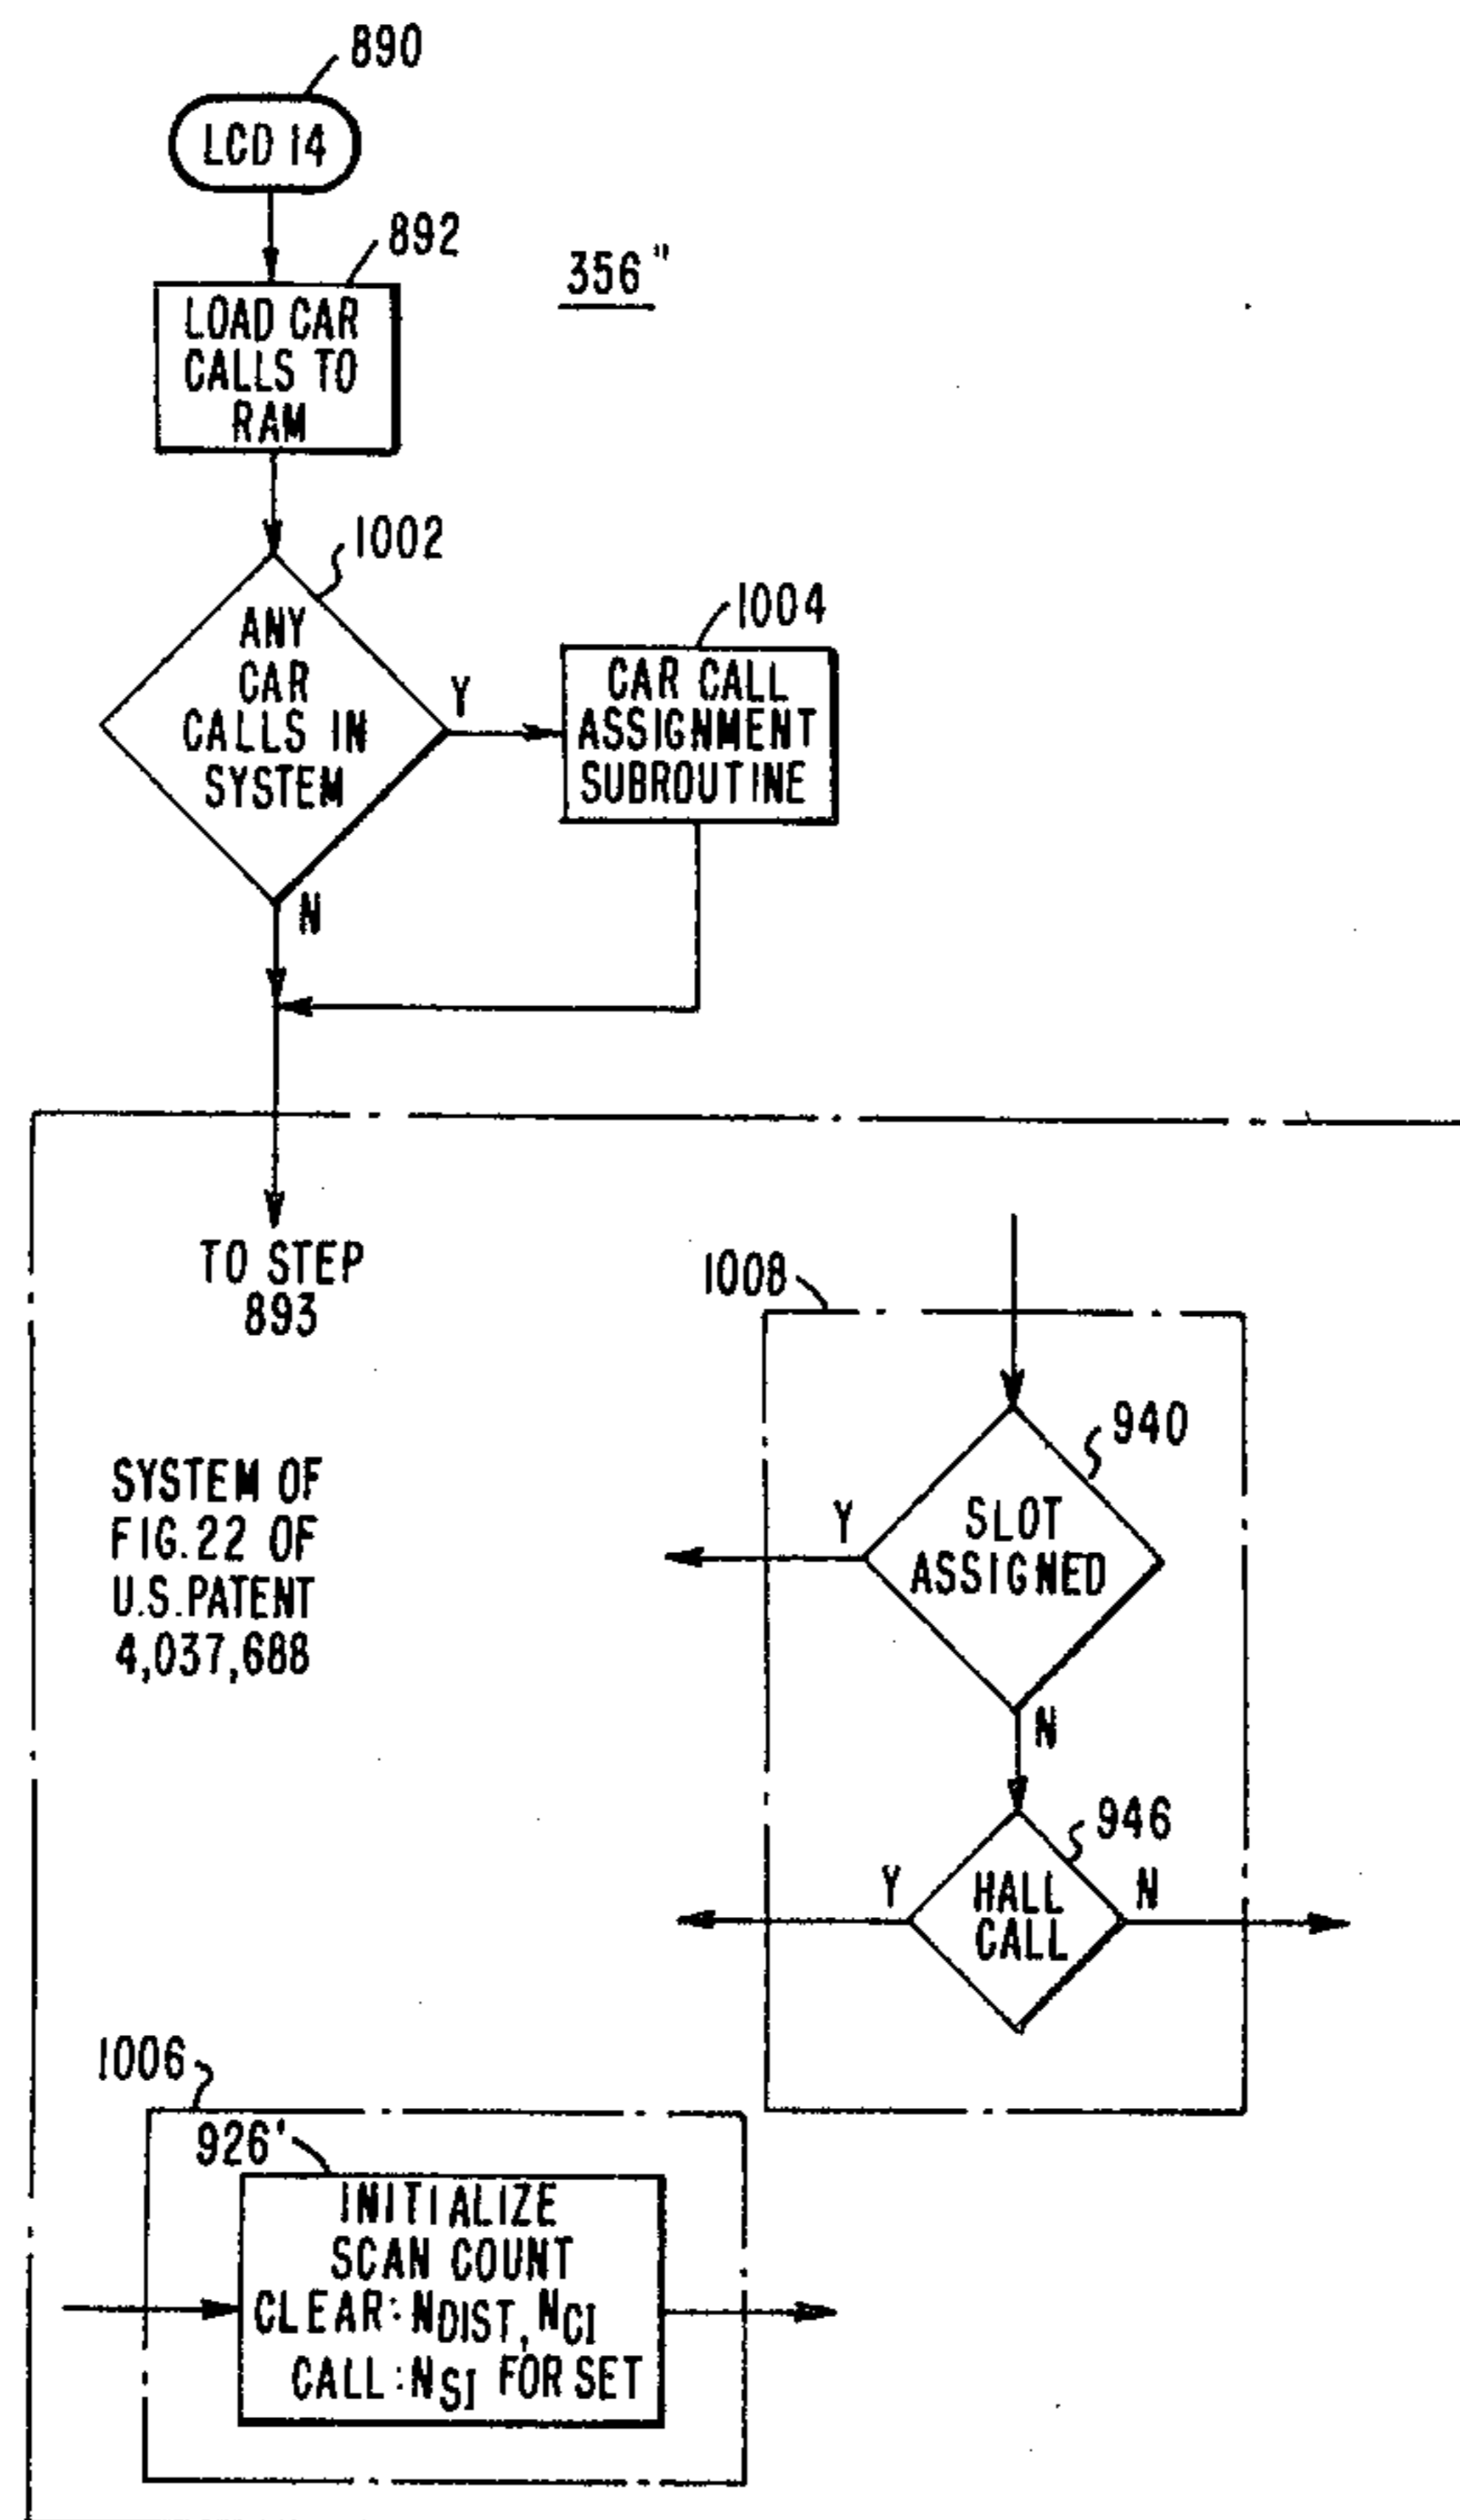 890
LCD 14
892
356"
LOAD CAR
CALLS TO
RAM
1002
ANY
CAR
CALLS IN
SYSTEM
Y
N
1004
CAR CALL
ASSIGNMENT
SUBROUTINE
TO STEP
893
1008
940
SLOT
ASSIGNED
Y
N
SYSTEM OF
FIG. 22 OF
U.S. PATENT
4,037,688
946
HALL
CALL
Y
N
1006
926'
INITIALIZE
SCAN COUNT
CLEAR: NDIST, NCI
CALL: NSI FOR SET